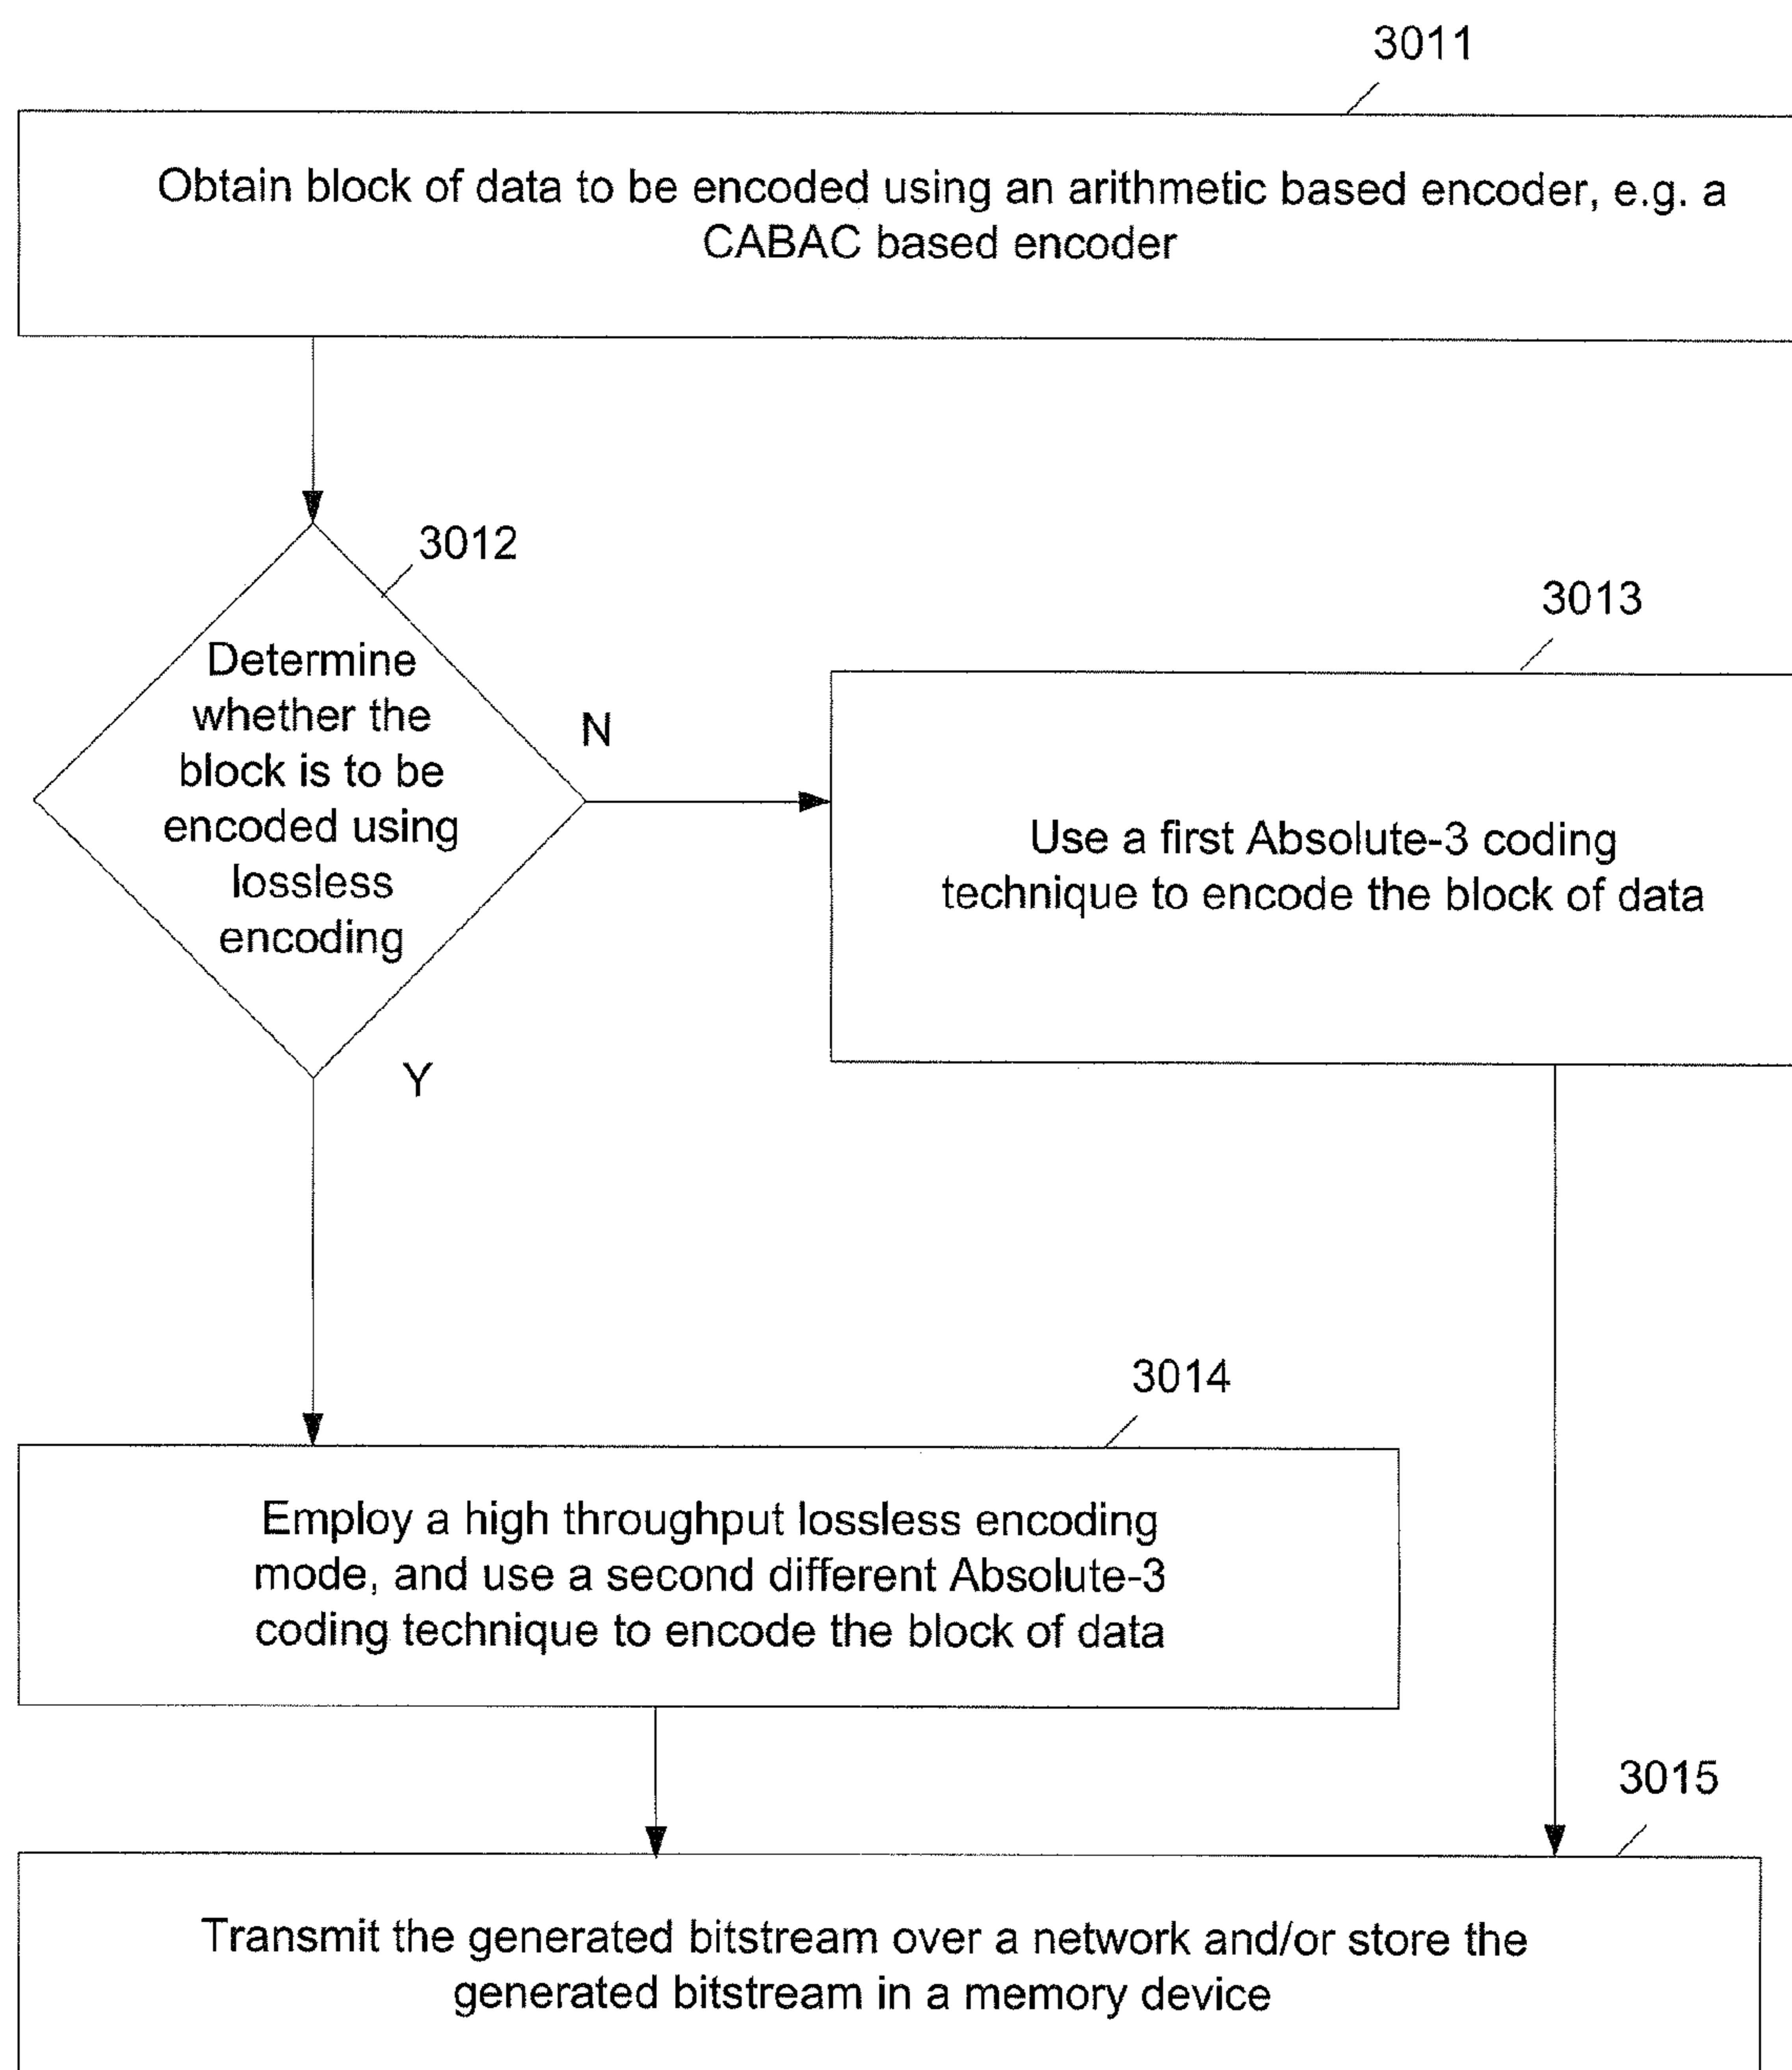 3011
Obtain block of data to be encoded using an arithmetic based encoder, e.g. a
CABAC based encoder
3012
Determine
whether the
block is to be
encoded using
lossless
encoding
N
Y
3013
Use a first Absolute-3 coding
technique to encode the block of data
3014
Employ a high throughput lossless encoding
mode, and use a second different Absolute-3
coding technique to encode the block of data
3015
Transmit the generated bitstream over a network and/or store the
generated bitstream in a memory device